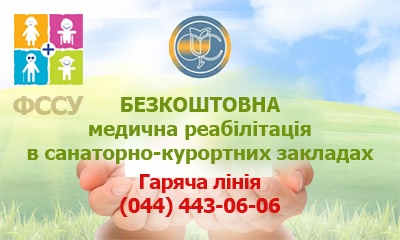 ФССУ
БЕЗКОШТОВНА
медична реабілітація
в санаторно-курортних закладах
Гаряча лінія
(044) 443-06-06